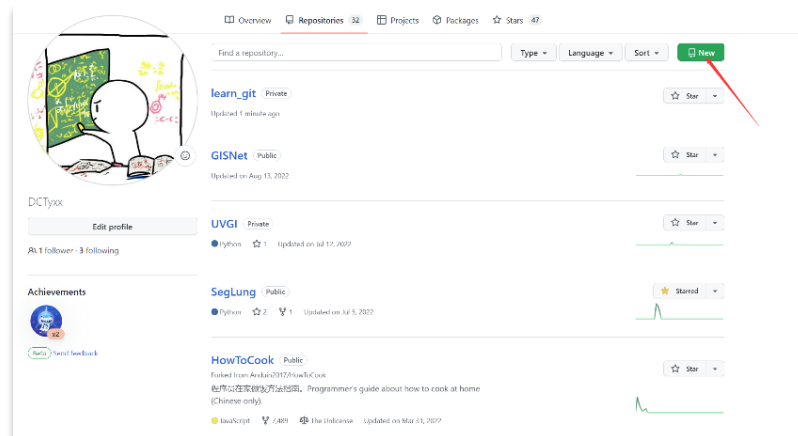 Overview Repositories 32 Projects Packages Stars 47
Find a repository... Type Language Sort New
learn_git Private Star
Updated 1 minute ago
GISNet Public Star
Updated on Aug 13, 2022
DCTyxx
Edit profile
1 follower · 3 following
UVGI Private Star
Python 1 Updated on Jul 12, 2022
Achievements
x2
Beta Send feedback
SegLung Public Starred
Python 2 1 Updated on Jul 5, 2022
HowToCook Public Star
Forked from Anduin2017/HowToCook
程序员在家做饭方法指南。Programmer's guide about how to cook at home
(Chinese only).
JavaScript 7,489 The Unlicense Updated on Mar 31, 2022